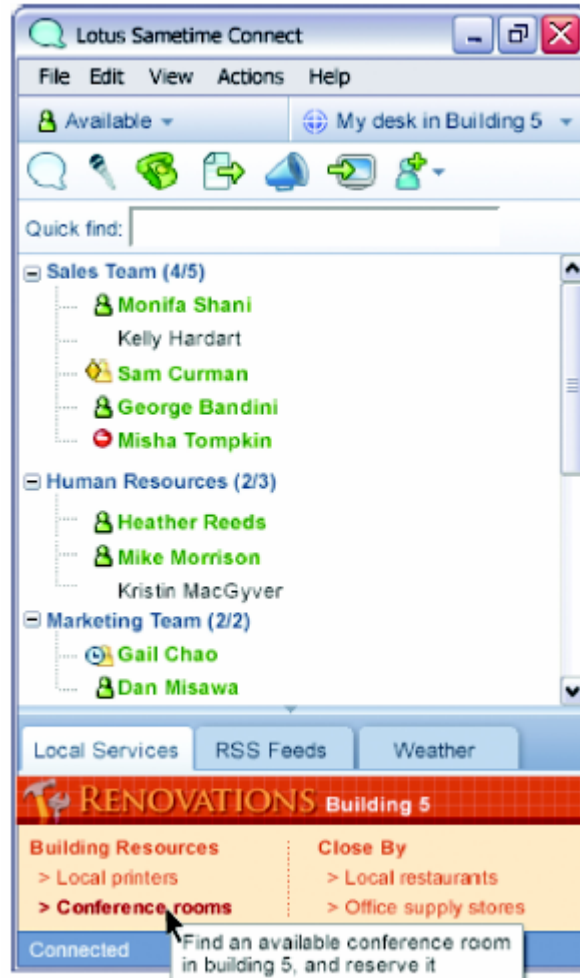 Lotus Sametime Connect
File Edit View Actions Help
Available My desk in Building 5
Quick find:
Sales Team (4/5)
Monifa Shani
Kelly Hardart
Sam Curman
George Bandini
Misha Tompkin
Human Resources (2/3)
Heather Reeds
Mike Morrison
Kristin MacGyver
Marketing Team (2/2)
Gail Chao
Dan Misawa
Local Services RSS Feeds Weather
RENOVATIONS Building 5
Building Resources Close By
> Local printers > Local restaurants
> Conference rooms > Office supply stores
Connected
Find an available conference room
in building 5, and reserve it